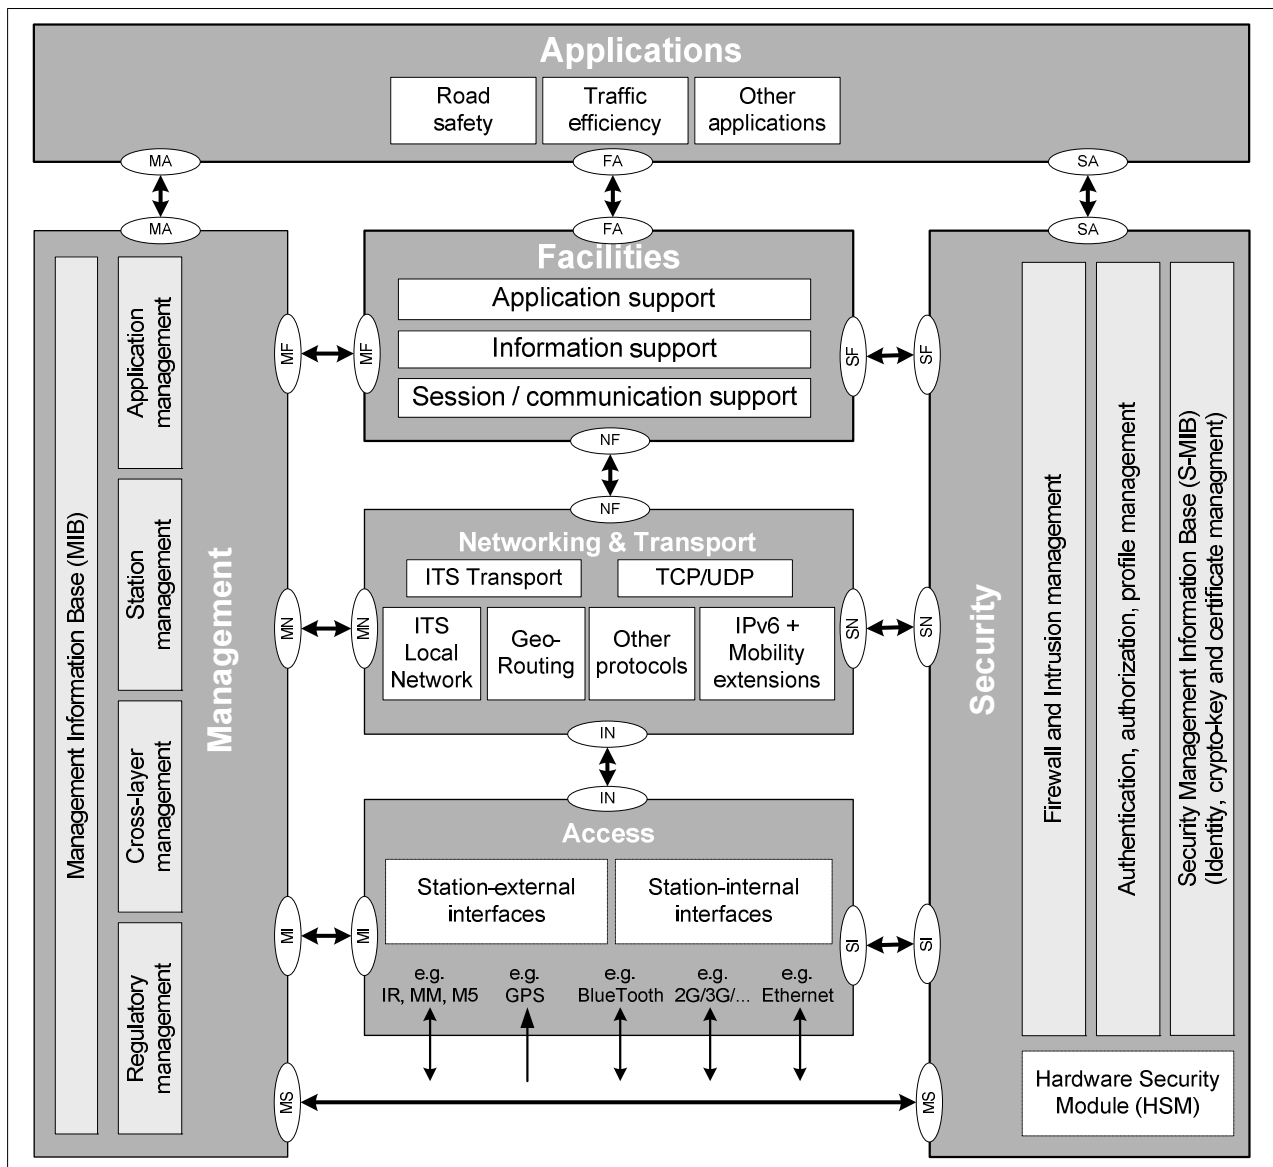 Applications
Road
safety
Traffic
efficiency
Other
applications
MA
FA
SA
MA
FA
SA
Management Information Base (MIB)
Application
management
Station
management
Cross-layer
management
Regulatory
management
Management
MF
MF
MN
MN
MI
MI
MS
Facilities
Application support
Information support
Session / communication support
NF
NF
Networking & Transport
ITS Transport
TCP/UDP
ITS
Local
Network
Geo-
Routing
Other
protocols
IPv6 +
Mobility
extensions
IN
IN
Access
Station-external
interfaces
Station-internal
interfaces
e.g.
IR, MM, M5
e.g.
GPS
e.g.
BlueTooth
e.g.
2G/3G/...
e.g.
Ethernet
SF
SF
SN
SN
SI
SI
MS
Security
Firewall and Intrusion management
Authentication, authorization, profile management
Security Management Information Base (S-MIB)
(Identity, crypto-key and certificate managment)
Hardware Security
Module (HSM)